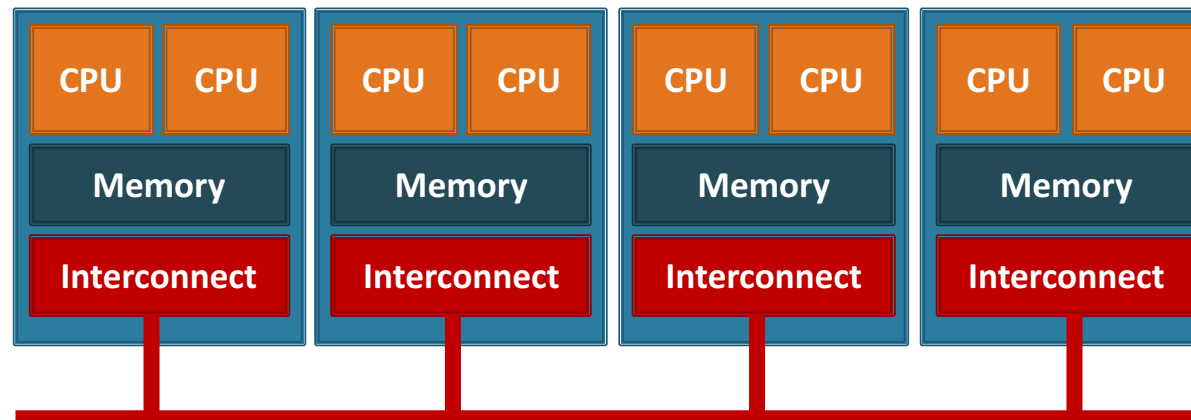 CPU CPU CPU CPU CPU CPU CPU CPU
Memory Memory Memory Memory
Interconnect Interconnect Interconnect Interconnect